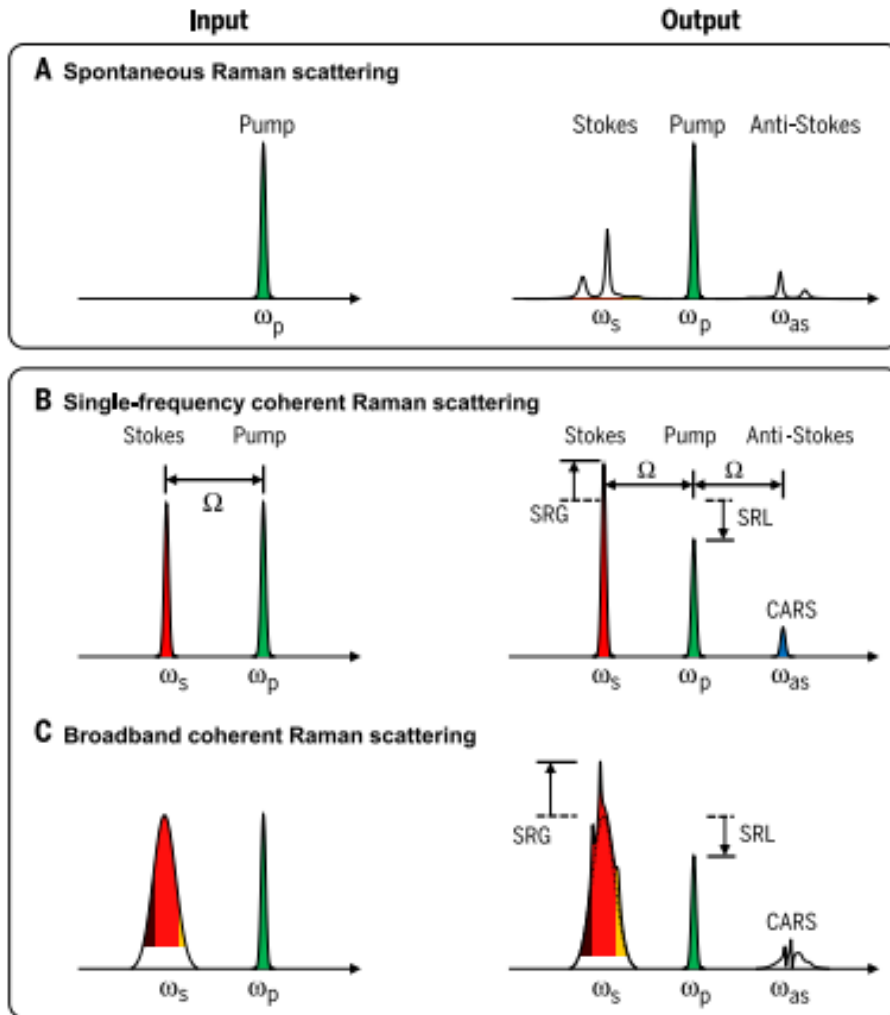 Input Output
A Spontaneous Raman scattering
Pump Stokes Pump Anti-Stokes
ωp ωs ωp ωas
B Single-frequency coherent Raman scattering
Stokes Pump Stokes Pump Anti-Stokes
Ω Ω Ω
SRG SRL
CARS
ωs ωp ωs ωp ωas
C Broadband coherent Raman scattering
SRG SRL
CARS
ωs ωp ωs ωp ωas